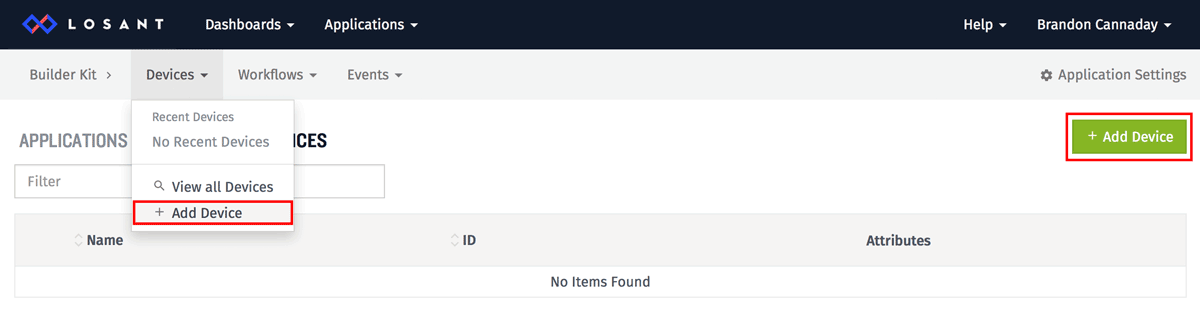 LOSANT Dashboards Applications Help Brandon Cannaday
Builder Kit > Devices Workflows Events Application Settings
Recent Devices
No Recent Devices
APPLICATIONS ICES + Add Device
Filter
View all Devices
+ Add Device
Name ID Attributes
No Items Found